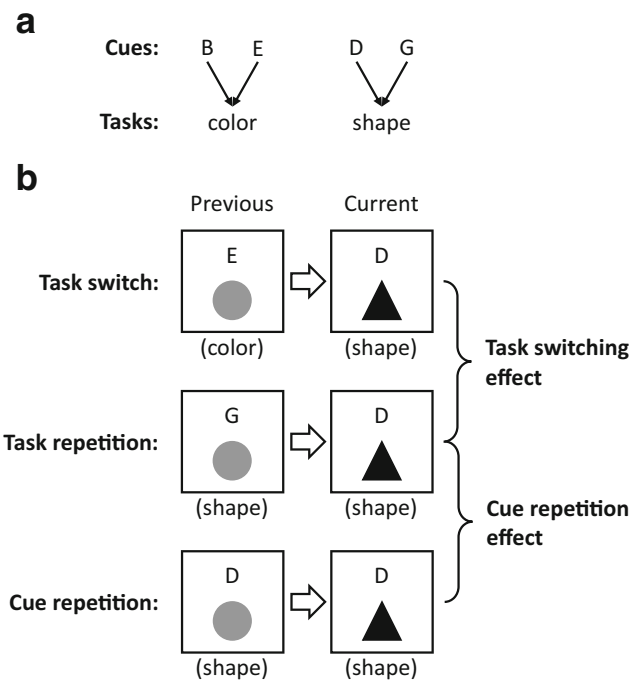 a
Cues: B E D G
Tasks: color shape
b
Previous Current
E D
Task switch:
(color) (shape)
Task switching
effect
G D
Task repetition:
(shape) (shape)
Cue repetition
effect
D D
Cue repetition:
(shape) (shape)